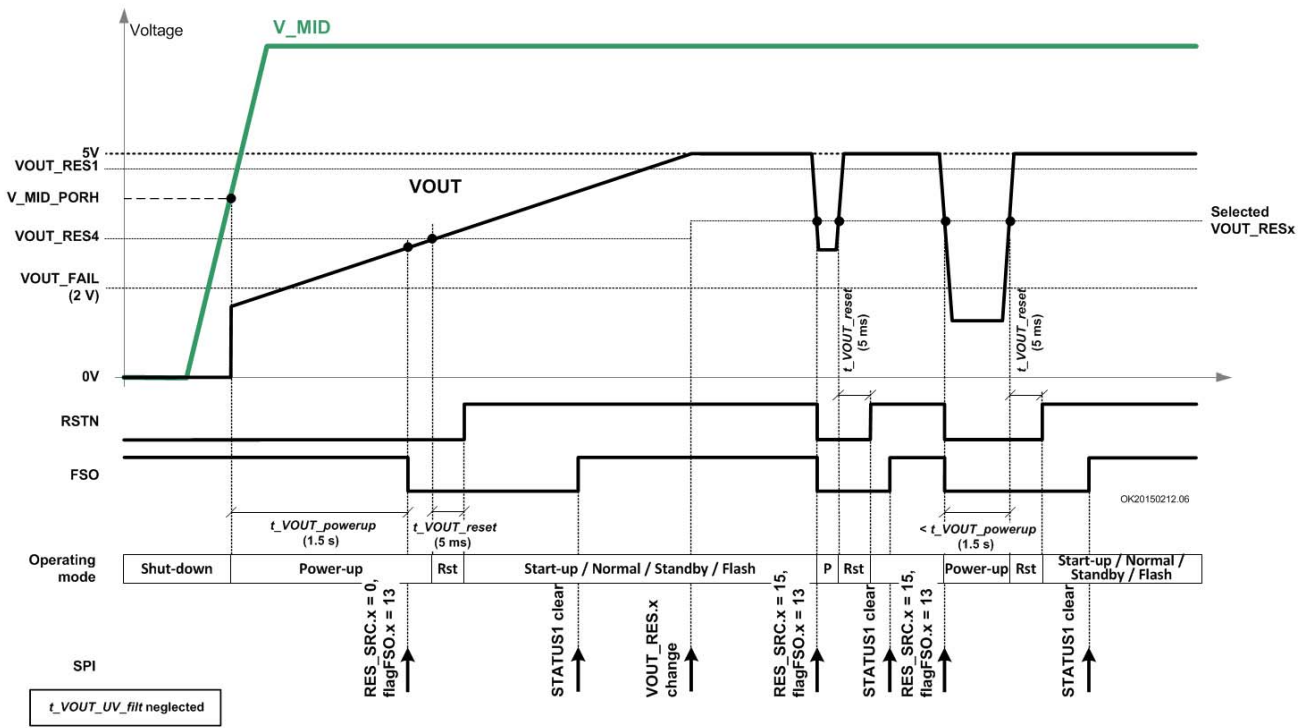 Voltage
V_MID
5V
VOUT_RES1
V_MID_PORH
VOUT
VOUT_RES4
Selected
VOUT_RESx
VOUT_FAIL
(2 V)
t_VOUT_reset
(5 ms)
t_VOUT_reset
(5 ms)
0V
RSTN
FSO
OK20150212.06
t_VOUT_powerup
(1.5 s)
t_VOUT_reset
(5 ms)
< t_VOUT_powerup
(1.5 s)
Operating
mode
Shut-down
Power-up
Rst
Start-up / Normal / Standby / Flash
P
Rst
Power-up
Rst
Start-up / Normal /
Standby / Flash
RES_SRC.x = 0,
flagFSO.x = 13
STATUS1 clear
VOUT_RES.x
change
RES_SRC.x = 15,
flagFSO.x = 13
STATUS1 clear
RES_SRC.x = 15,
flagFSO.x = 13
STATUS1 clear
SPI
t_VOUT_UV_filt neglected